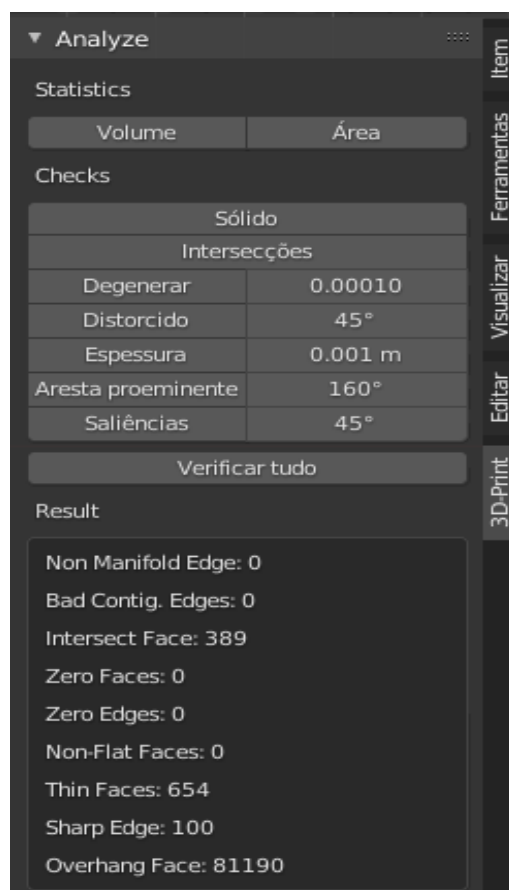 Analyze
Statistics
Volume Área
Checks
Sólido
Intersecções
Degenerar 0.00010
Distorcido 45°
Espessura 0.001 m
Aresta proeminente 160°
Saliências 45°
Verificar tudo
Result
Non Manifold Edge: 0
Bad Contig. Edges: 0
Intersect Face: 389
Zero Faces: 0
Zero Edges: 0
Non-Flat Faces: 0
Thin Faces: 654
Sharp Edge: 100
Overhang Face: 81190
Item
Ferramentas
Visualizar
Editar
3D-Print